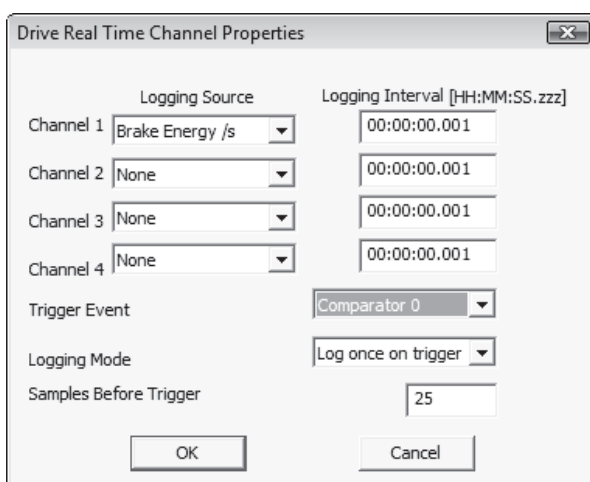 Drive Real Time Channel Properties
Logging Source Logging Interval [HH:MM:SS.zzz]
Channel 1 Brake Energy /s 00:00:00.001
Channel 2 None 00:00:00.001
Channel 3 None 00:00:00.001
Channel 4 None 00:00:00.001
Trigger Event Comparator 0
Logging Mode Log once on trigger
Samples Before Trigger 25
OK Cancel